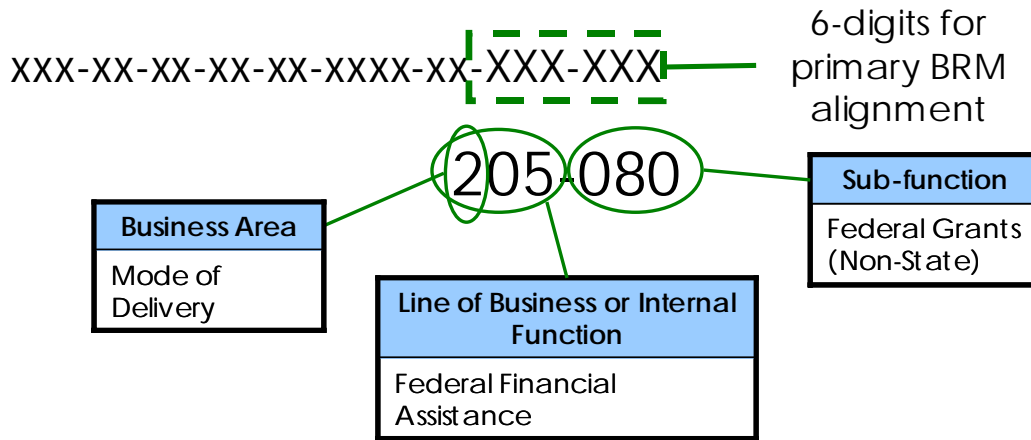 6-digits for
primary BRM
alignment
xxx-xx-xx-xx-xx-xxxx-xx-XXX-XXX
205-080
Business Area
Mode of
Delivery
Line of Business or Internal
Function
Federal Financial
Assistance
Sub-function
Federal Grants
(Non-State)